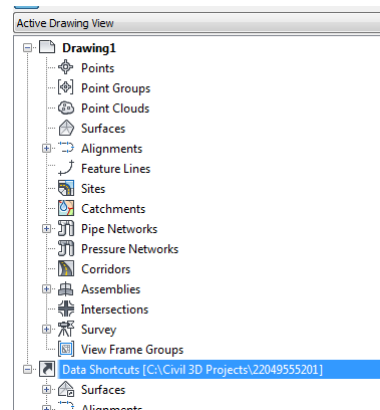 Active Drawing View
Drawing1
Points
Point Groups
Point Clouds
Surfaces
Alignments
Feature Lines
Sites
Catchments
Pipe Networks
Pressure Networks
Corridors
Assemblies
Intersections
Survey
View Frame Groups
Data Shortcuts [C:\Civil 3D Projects\22049555201]
Surfaces
Alignments